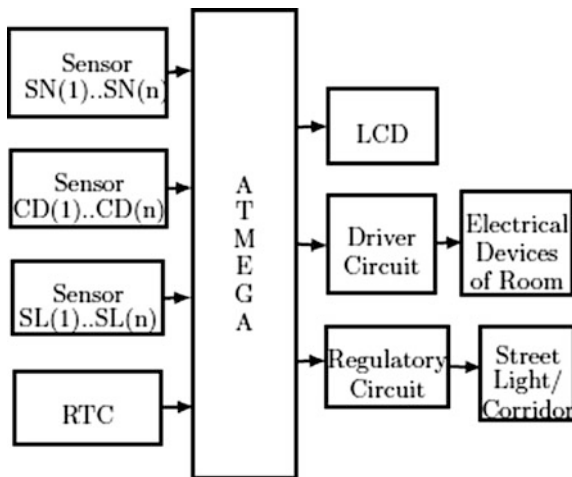 Sensor
SN(1)..SN(n)
Sensor
CD(1)..CD(n)
Sensor
SL(1)..SL(n)
RTC
A
T
M
E
G
A
LCD
Driver
Circuit
Electrical
Devices
of Room
Regulatory
Circuit
Street
Light/
Corridor